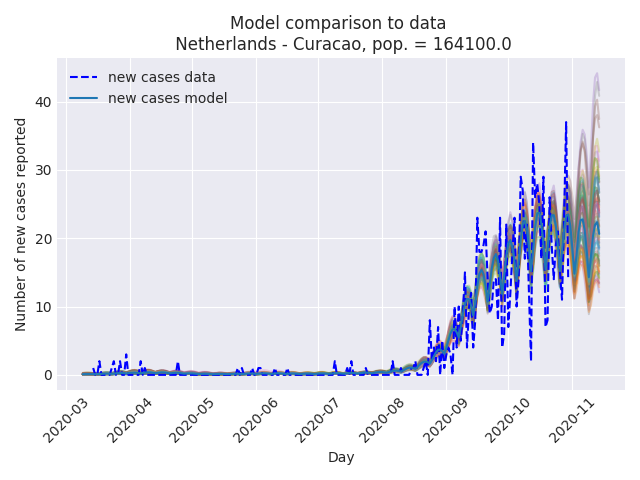 Model comparison to data
Netherlands - Curacao, pop. = 164100.0
new cases data
new cases model
Number of new cases reported
40
30
20
10
0
2020-03
2020-04
2020-05
2020-06
2020-07
2020-08
2020-09
2020-10
2020-11
Day